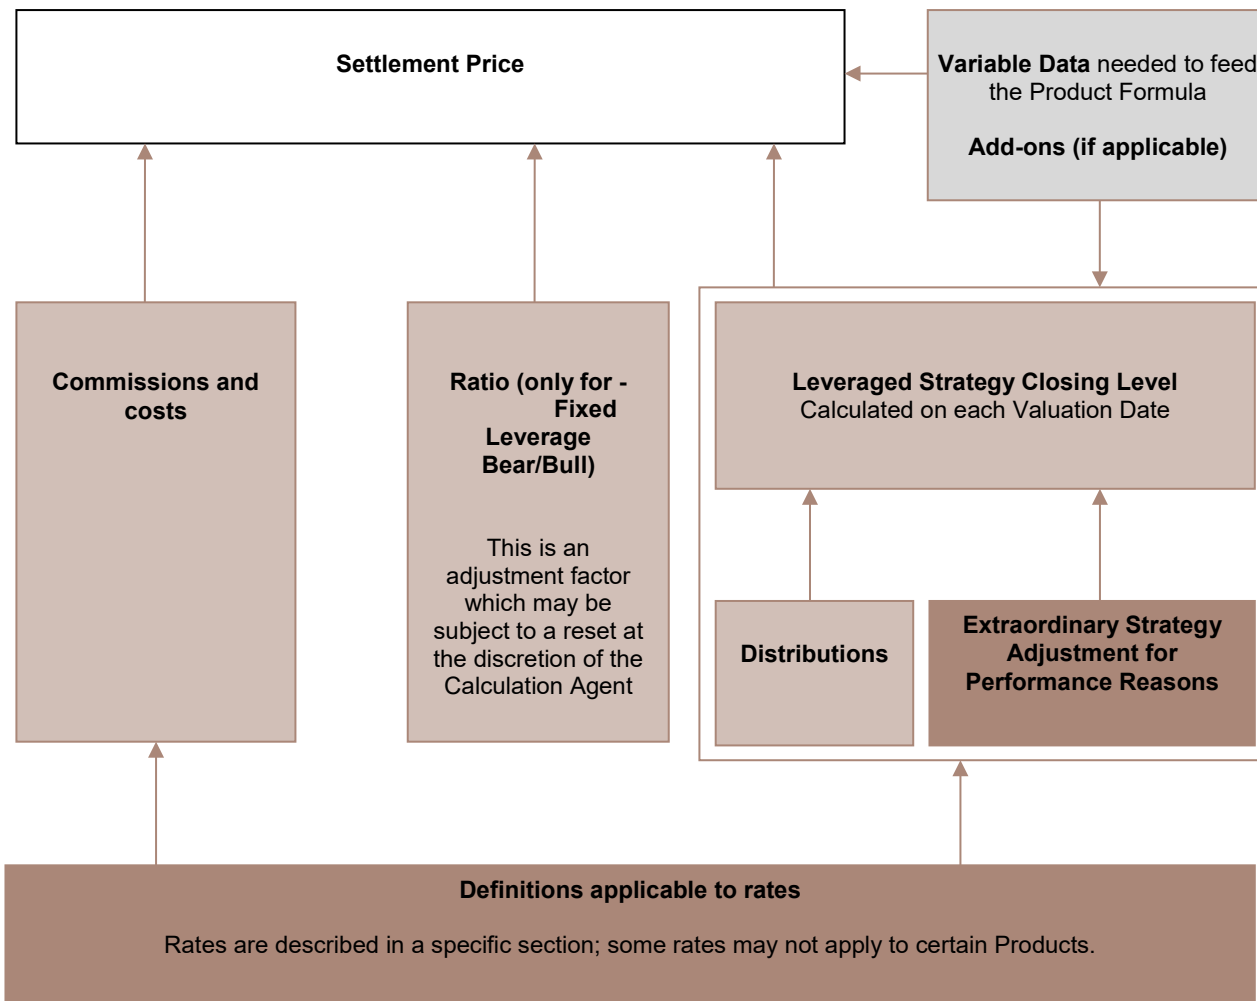 Settlement Price
Variable Data needed to feed
the Product Formula
Add-ons (if applicable)
Commissions and
costs
Ratio (only for -
Fixed
Leverage
Bear/Bull)
This is an
adjustment factor
which may be
subject to a reset at
the discretion of the
Calculation Agent
Leveraged Strategy Closing Level
Calculated on each Valuation Date
Distributions
Extraordinary Strategy
Adjustment for
Performance Reasons
Definitions applicable to rates
Rates are described in a specific section; some rates may not apply to certain Products.